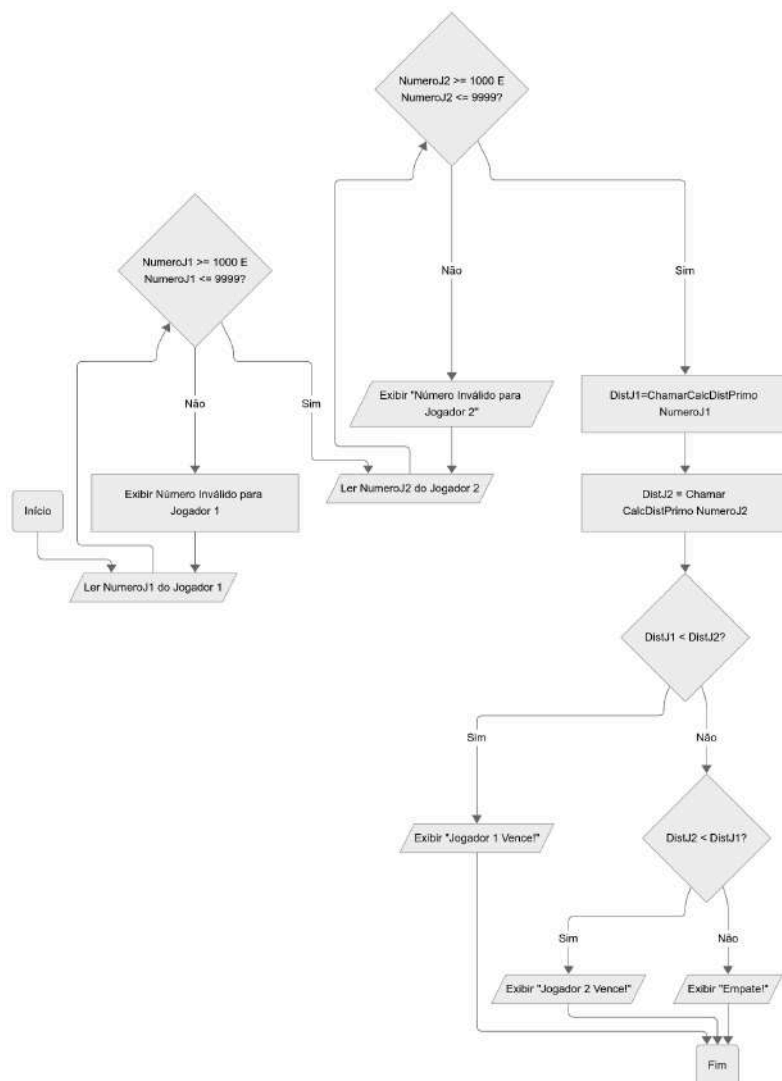 NumeroJ2 >= 1000 E
NumeroJ2 <= 9999?
NumeroJ1 >= 1000 E
NumeroJ1 <= 9999?
Não
Sim
Não
Sim
Exibir "Número Inválido para
Jogador 2"
DistJ1=ChamarCalcDistPrimo
NumeroJ1
Exibir Número Inválido para
Jogador 1
Ler NumeroJ2 do Jogador 2
DistJ2 = Chamar
CalcDistPrimo NumeroJ2
Início
Ler NumeroJ1 do Jogador 1
DistJ1 < DistJ2?
Sim
Não
Exibir "Jogador 1 Vence!"
DistJ2 < DistJ1?
Sim
Não
Exibir "Jogador 2 Vence!"
Exibir "Empate!"
Fim